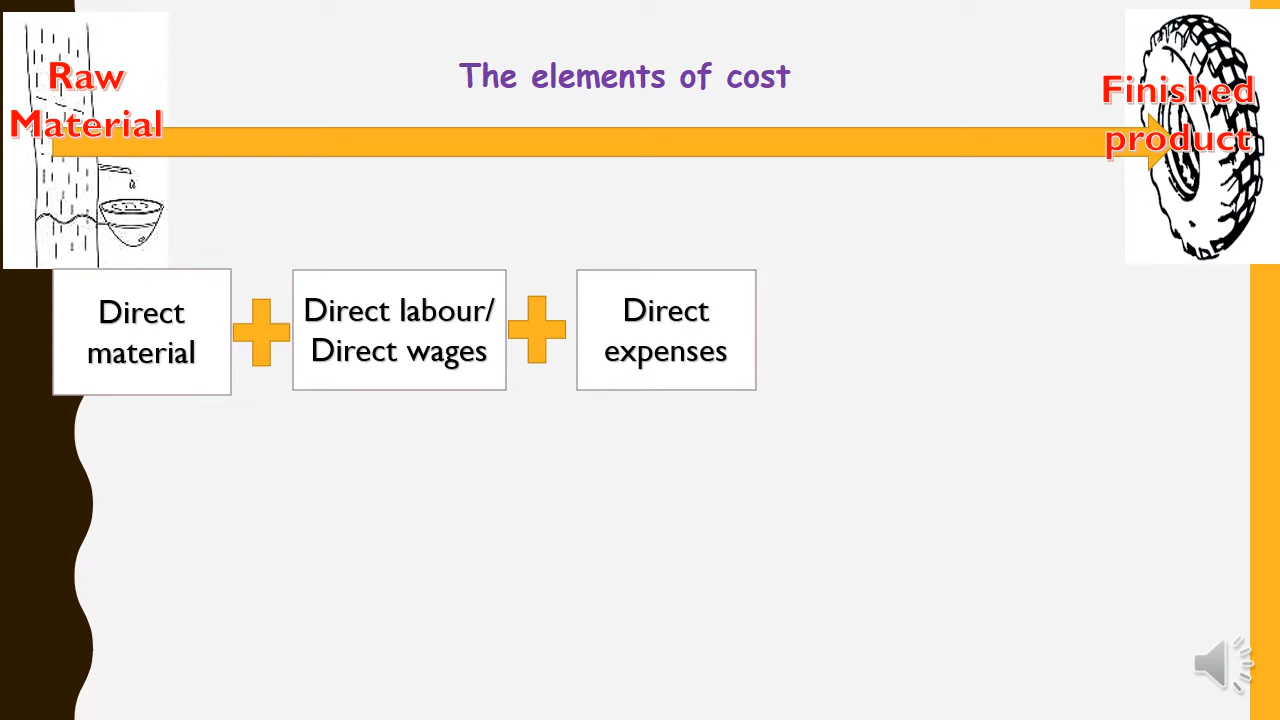 The elements of cost
Raw
Material
Finished
product
Direct
material
Direct labour/
Direct wages
Direct
expenses